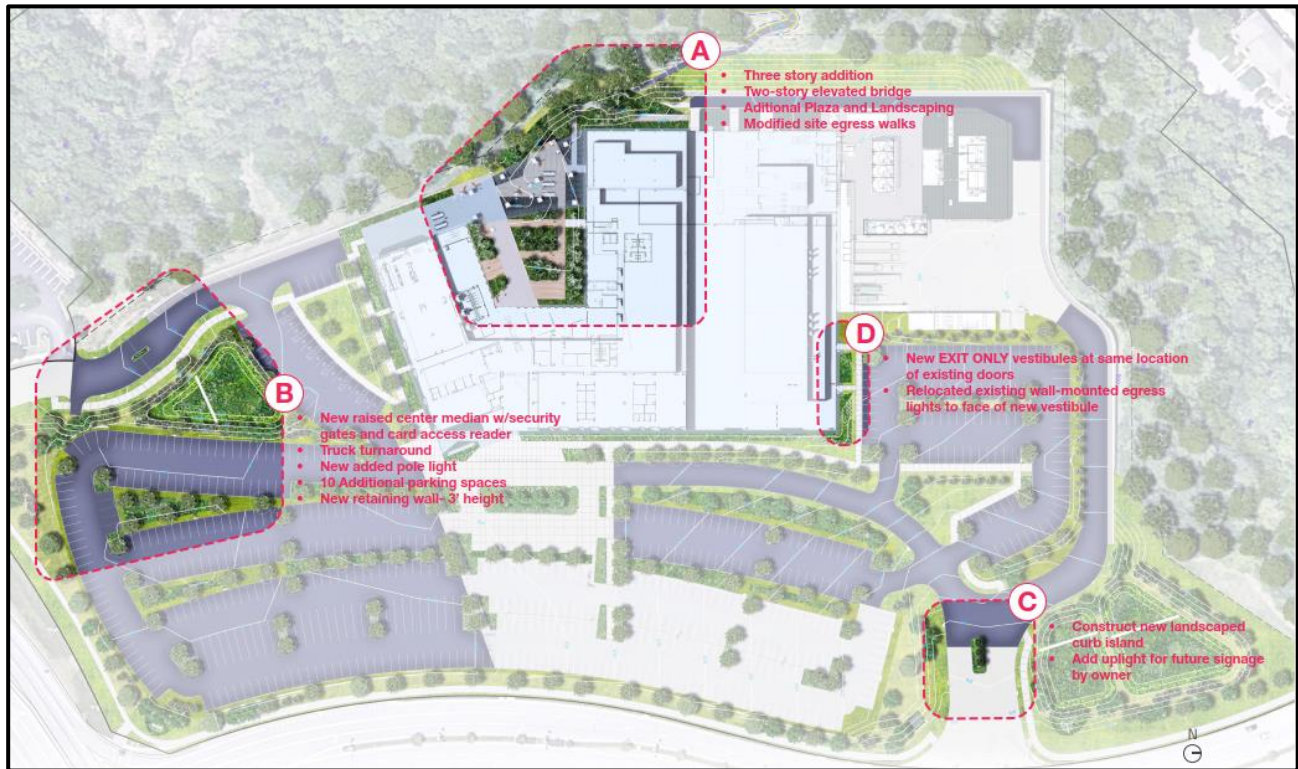 A
• Three story addition
• Two-story elevated bridge
• Aditional Plaza and Landscaping
• Modified site egress walks
B
• New raised center median w/security
gates and card access reader
• Truck turnaround
• New added pole light
• 10 Additional parking spaces
• New retaining wall- 3' height
D
• New EXIT ONLY vestibules at same location
of existing doors
• Relocated existing wall-mounted egress
lights to face of new vestibule
C
• Construct new landscaped
curb island
• Add uplight for future signage
by owner
N